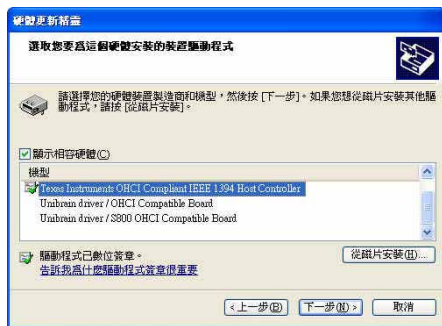 硬體更新精靈
選取您要為這個硬體安裝的裝置驅動程式
請選擇您的硬體裝置製造商和機型，然後按 [下一步]。如果您想從磁片安裝其他驅
動程式，請按 [從磁片安裝]。
顯示相容硬體(C)
機型
Texas Instruments OHCI Compliant IEEE 1394 Host Controller
Unibrain driver / OHCI Compatible Board
Unibrain driver / S800 OHCI Compatible Board
驅動程式已數位簽章。
從磁片安裝(H)...
告訴我為什麼驅動程式簽章很重要
< 上一步(B)
下一步(N) >
取消